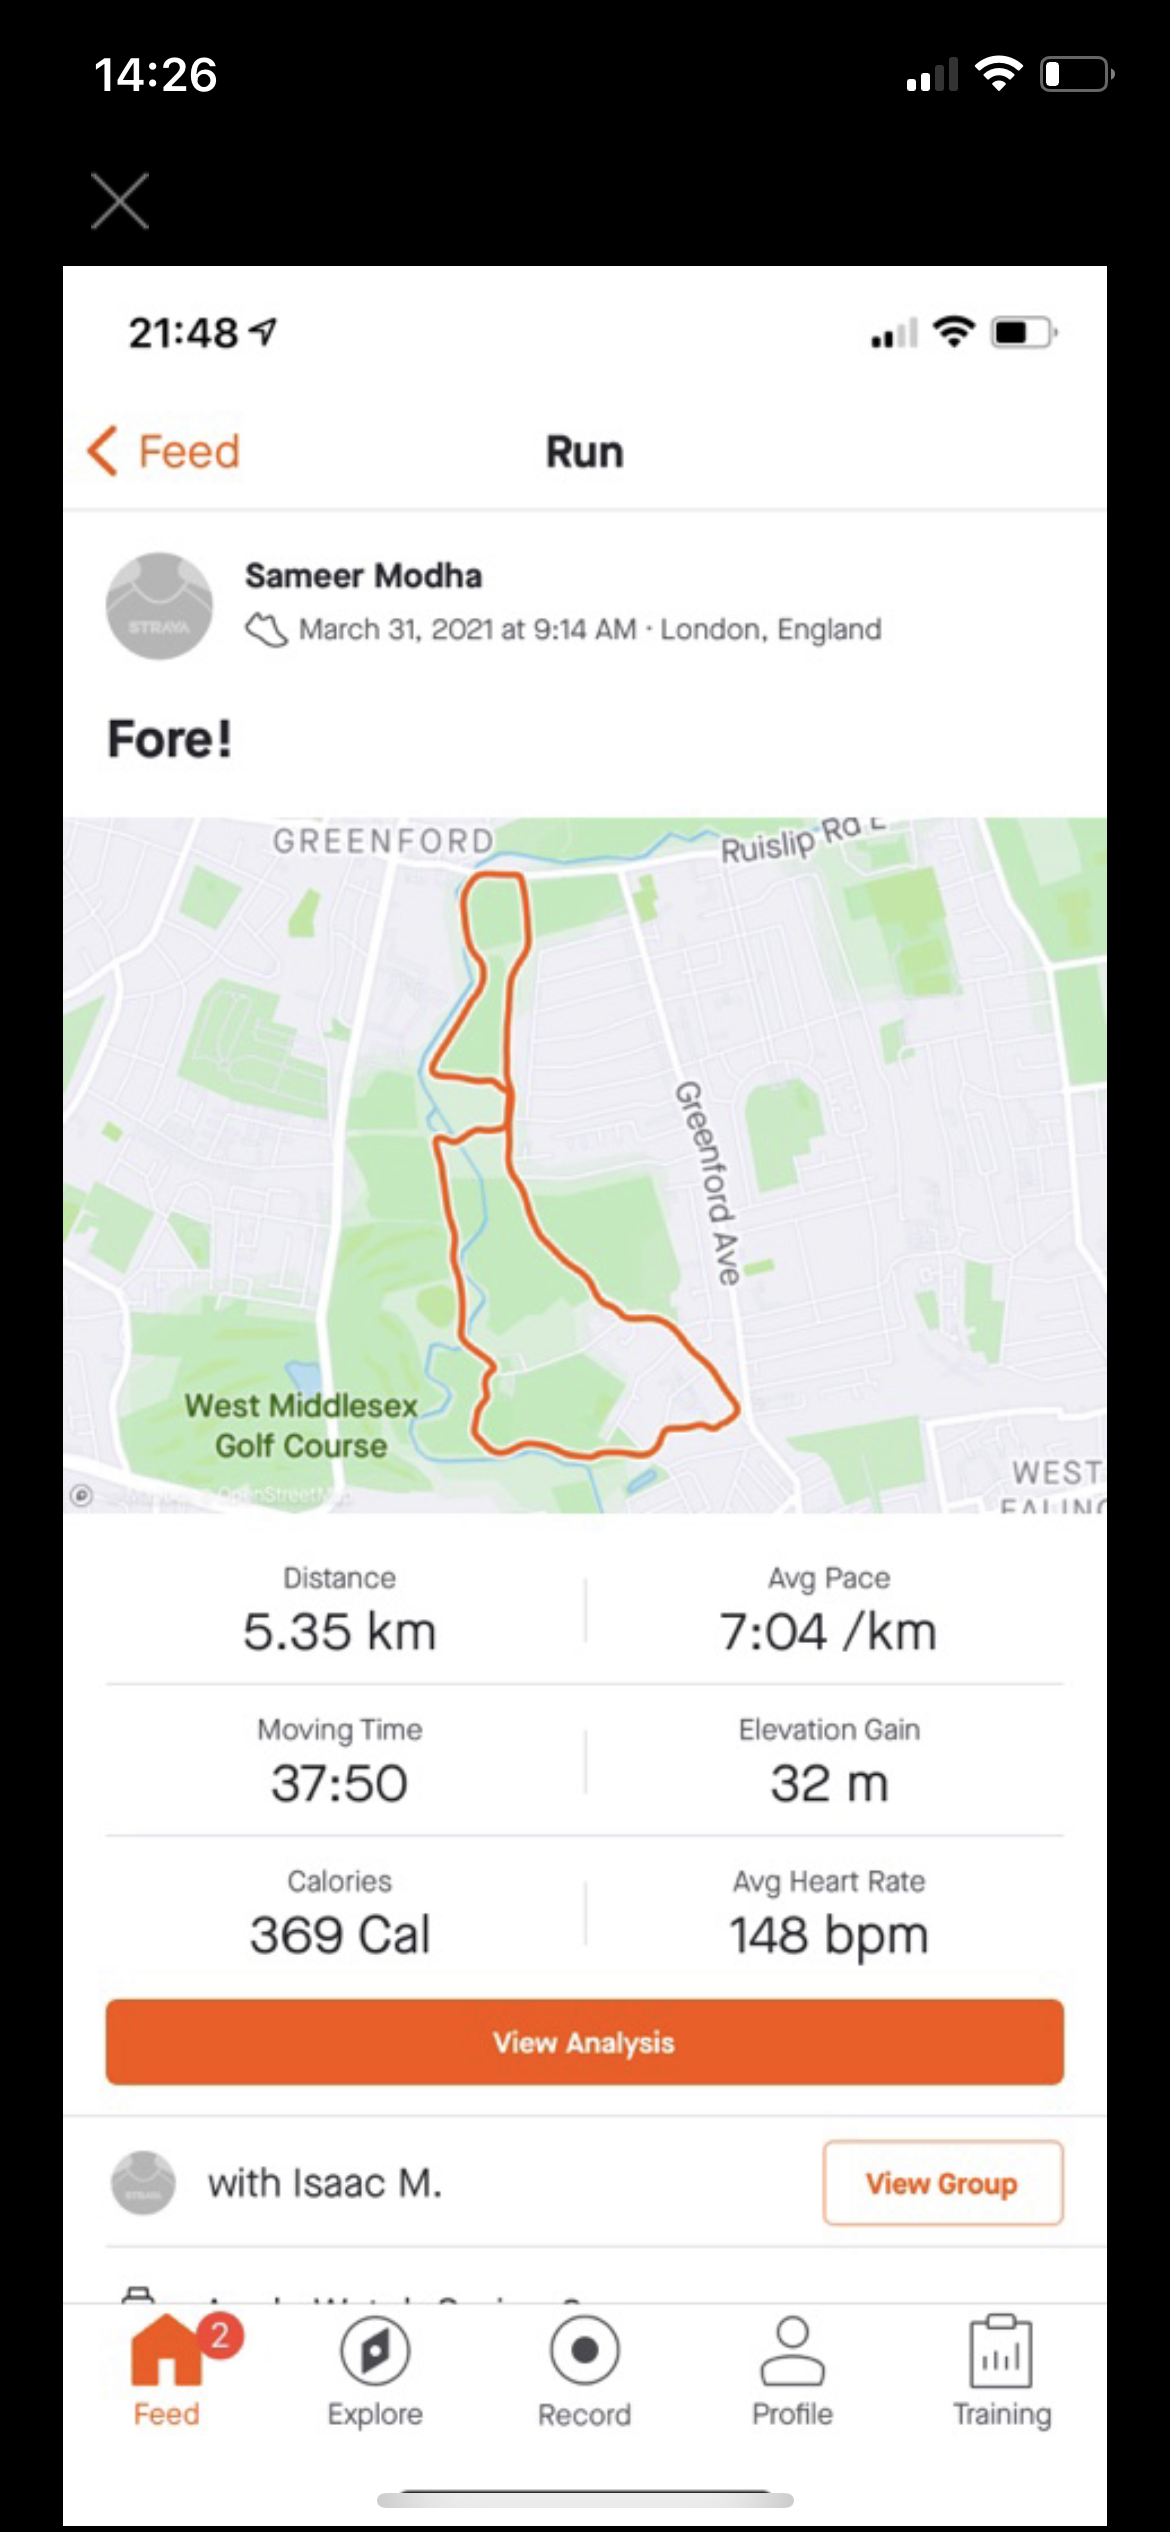 14:26
21:48
Feed
Run
STRAVA
Sameer Modha
March 31, 2021 at 9:14 AM · London, England
Fore!
GREENFORD
Ruislip Rd E
Greenford Ave
West Middlesex
Golf Course
WEST
EALING
OpenStreetMap
Distance
Avg Pace
5.35 km
7:04 /km
Moving Time
Elevation Gain
37:50
32 m
Calories
Avg Heart Rate
369 Cal
148 bpm
View Analysis
STRAVA
with Isaac M.
View Group
2
Feed
Explore
Record
Profile
Training